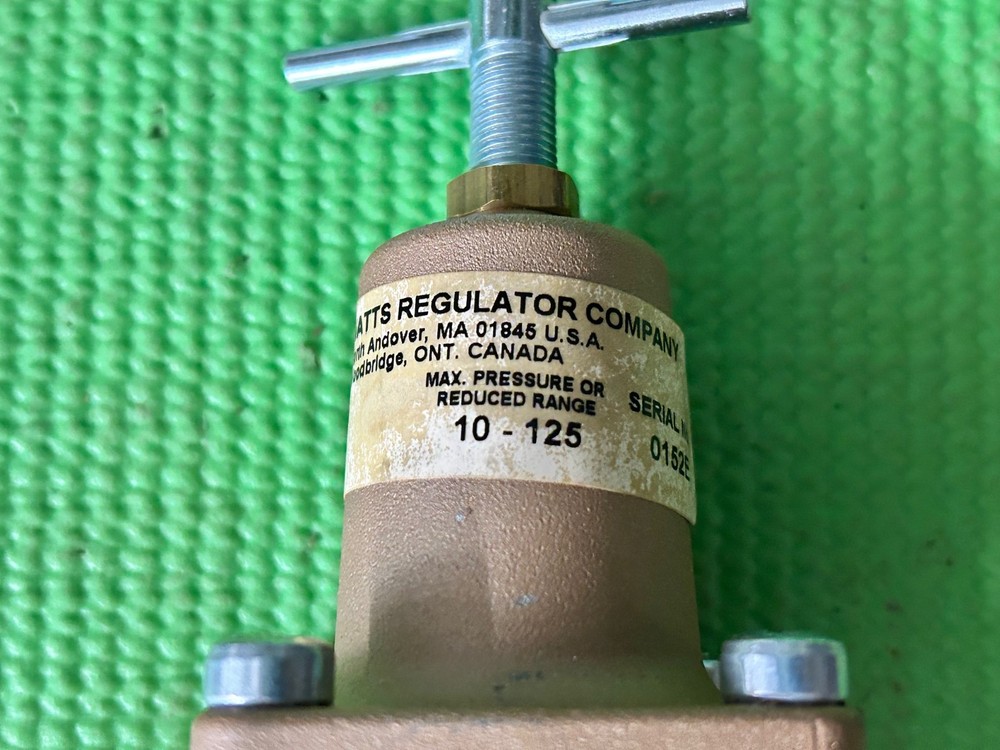 ATTS REGULATOR COMPANY
rth Andover, MA 01845 U.S.A.
odbridge, ONT. CANADA
MAX. PRESSURE OR
REDUCED RANGE
10 - 125
SERIAL
0152E